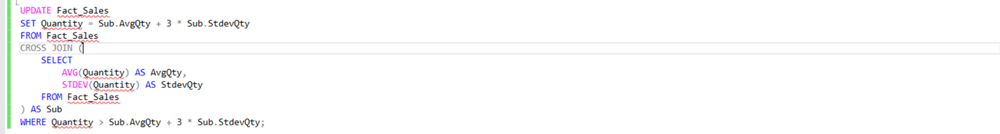 UPDATE Fact_Sales
SET Quantity = Sub.AvgQty + 3 * Sub.StdevQty
FROM Fact_Sales
CROSS JOIN (
    SELECT
        AVG(Quantity) AS AvgQty,
        STDEV(Quantity) AS StdevQty
    FROM Fact_Sales
) AS Sub
WHERE Quantity > Sub.AvgQty + 3 * Sub.StdevQty;